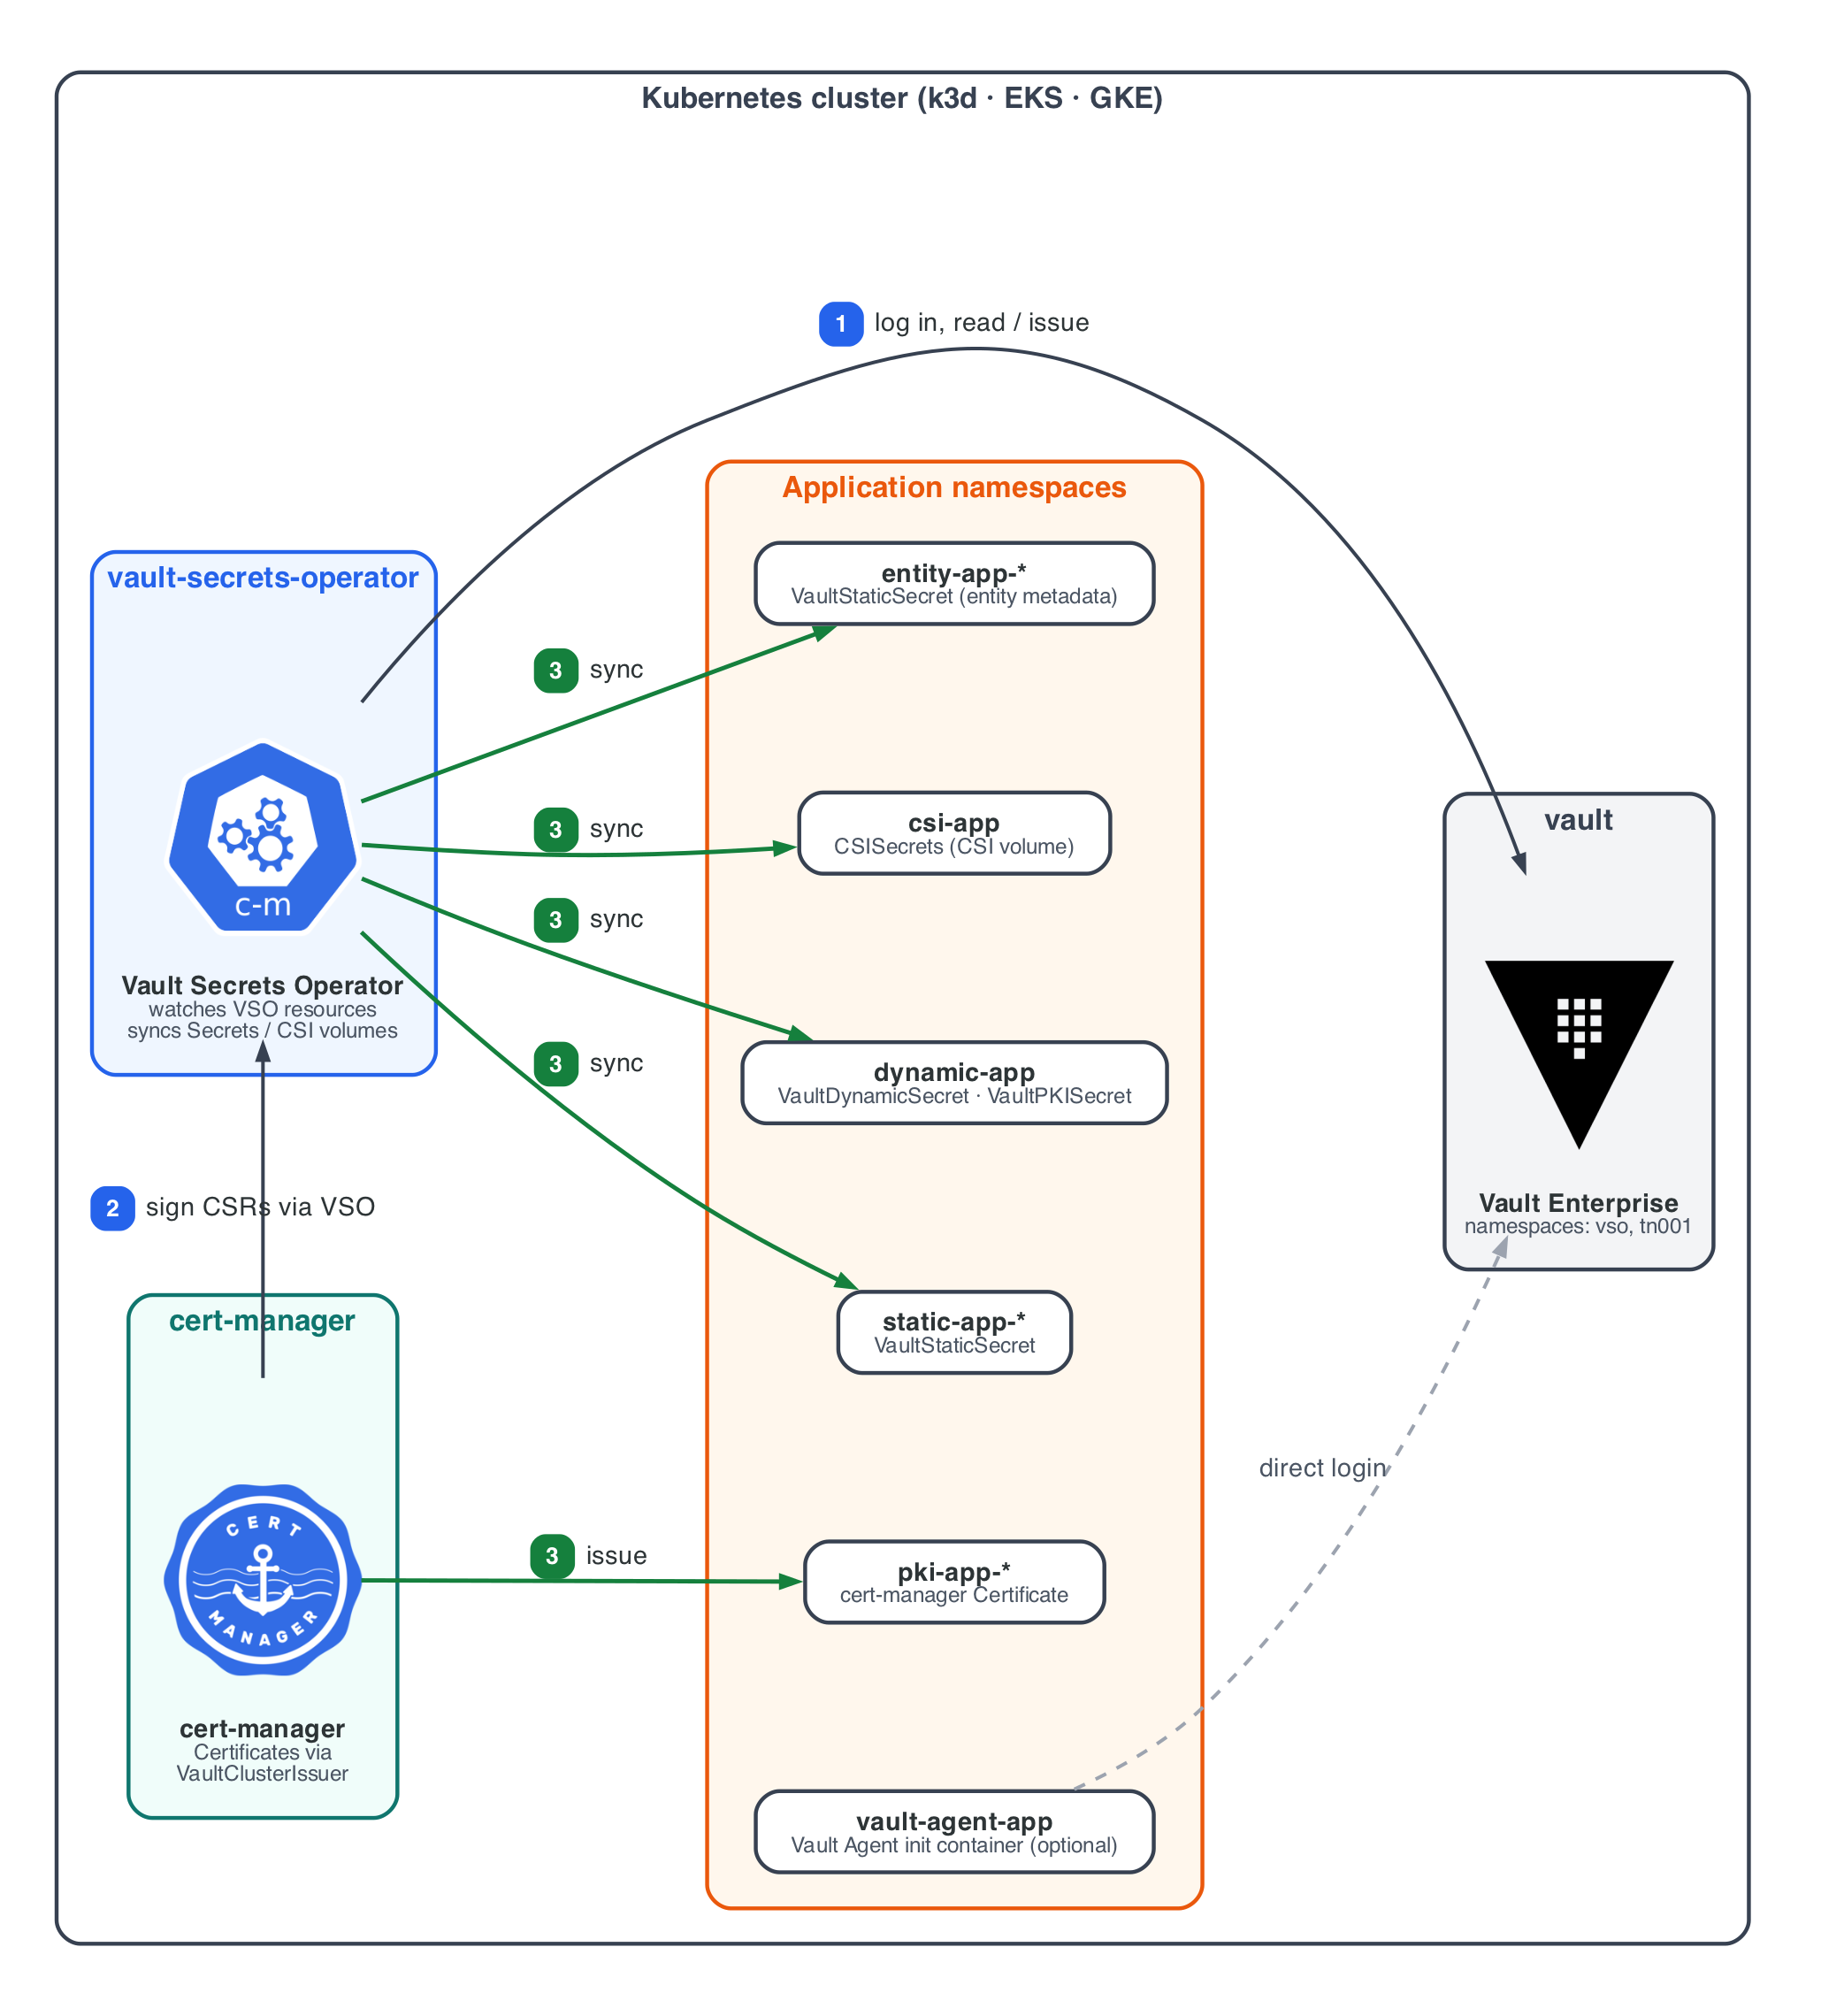 Kubernetes cluster (k3d · EKS · GKE)
1 log in, read / issue
Application namespaces
entity-app-*
VaultStaticSecret (entity metadata)
vault-secrets-operator
3 sync
csi-app
CSISecrets (CSI volume)
3 sync
vault
c-m
3 sync
Vault Secrets Operator
watches VSO resources
syncs Secrets / CSI volumes
3 sync
dynamic-app
VaultDynamicSecret · VaultPKISecret
Vault Enterprise
namespaces: vso, tn001
2 sign CSRs via VSO
cert-manager
static-app-*
VaultStaticSecret
direct login
CERT
MANAGER
3 issue
pki-app-*
cert-manager Certificate
cert-manager
Certificates via
VaultClusterIssuer
vault-agent-app
Vault Agent init container (optional)